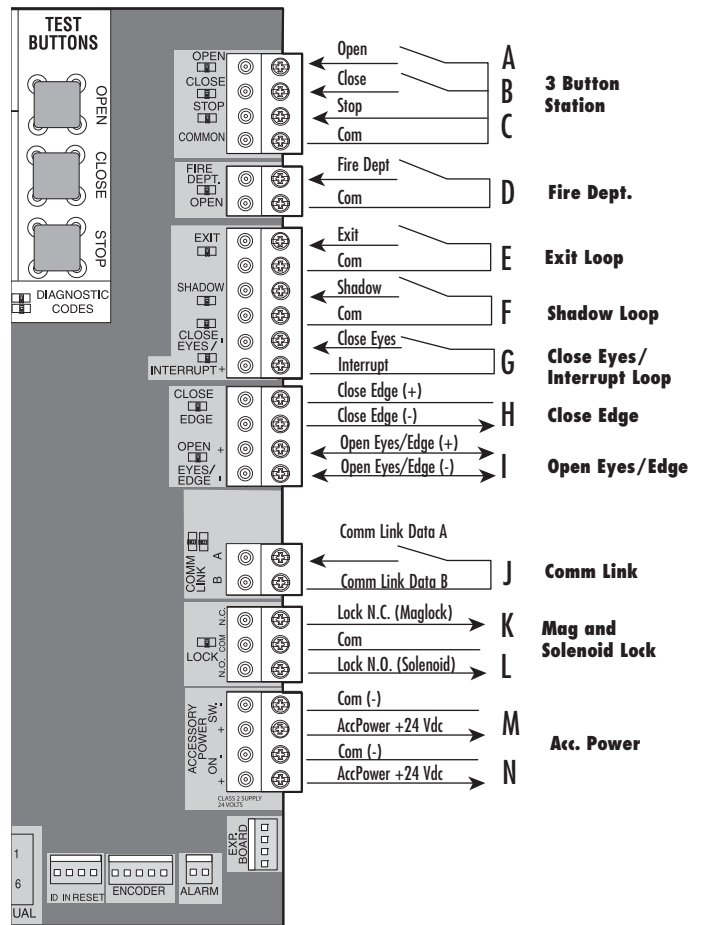 TEST
BUTTONS
OPEN
CLOSE
STOP
DIAGNOSTIC
CODES
OPEN
CLOSE
STOP
COMMON
Open
Close
Stop
Com
A
B
C
3 Button
Station
FIRE
DEPT.
OPEN
Fire Dept
Com
D
Fire Dept.
EXIT
Exit
Com
E
Exit Loop
SHADOW
Shadow
Com
F
Shadow Loop
CLOSE
EYES/ -
INTERRUPT +
Close Eyes
Interrupt
G
Close Eyes/
Interrupt Loop
CLOSE
EDGE
Close Edge (+)
Close Edge (-)
H
Close Edge
OPEN +
EYES/
EDGE -
Open Eyes/Edge (+)
Open Eyes/Edge (-)
I
Open Eyes/Edge
COMM
LINK
A
B
Comm Link Data A
Comm Link Data B
J
Comm Link
LOCK
N.C.
COM
N.O.
Lock N.C. (Maglock)
Com
Lock N.O. (Solenoid)
K
L
Mag and
Solenoid Lock
ACCESSORY
POWER
SW.
- +
ON
- +
CLASS 2 SUPPLY
24 VOLTS
Com (-)
AccPower +24 Vdc
Com (-)
AccPower +24 Vdc
M
N
Acc. Power
EXP.
BOARD
1
6
UAL
ID IN RESET
ENCODER
ALARM